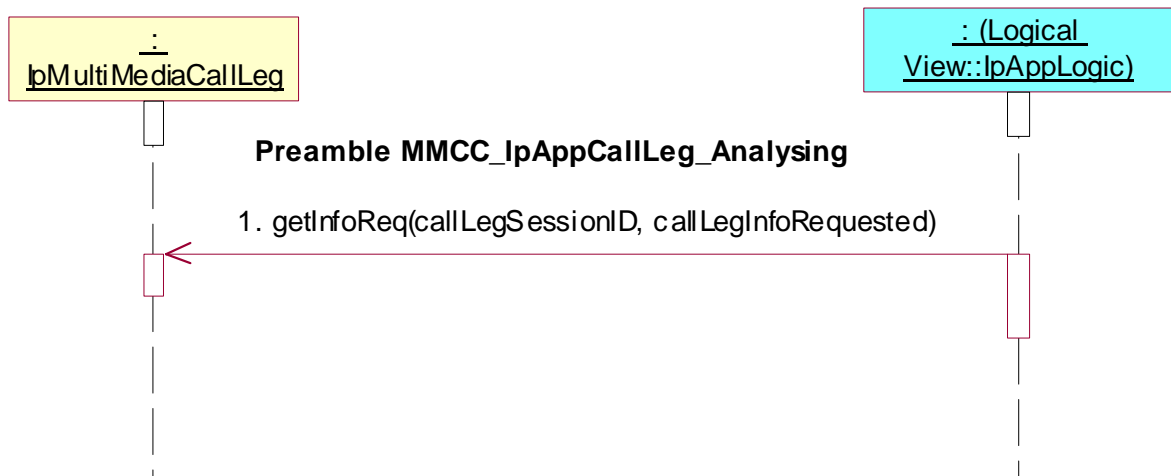 :
IpMultiMediaCallLeg
: (Logical
View::IpAppLogic)
Preamble MMCC_IpAppCallLeg_Analysing
1. getInfoReq(callLegSessionID, callLegInfoRequested)